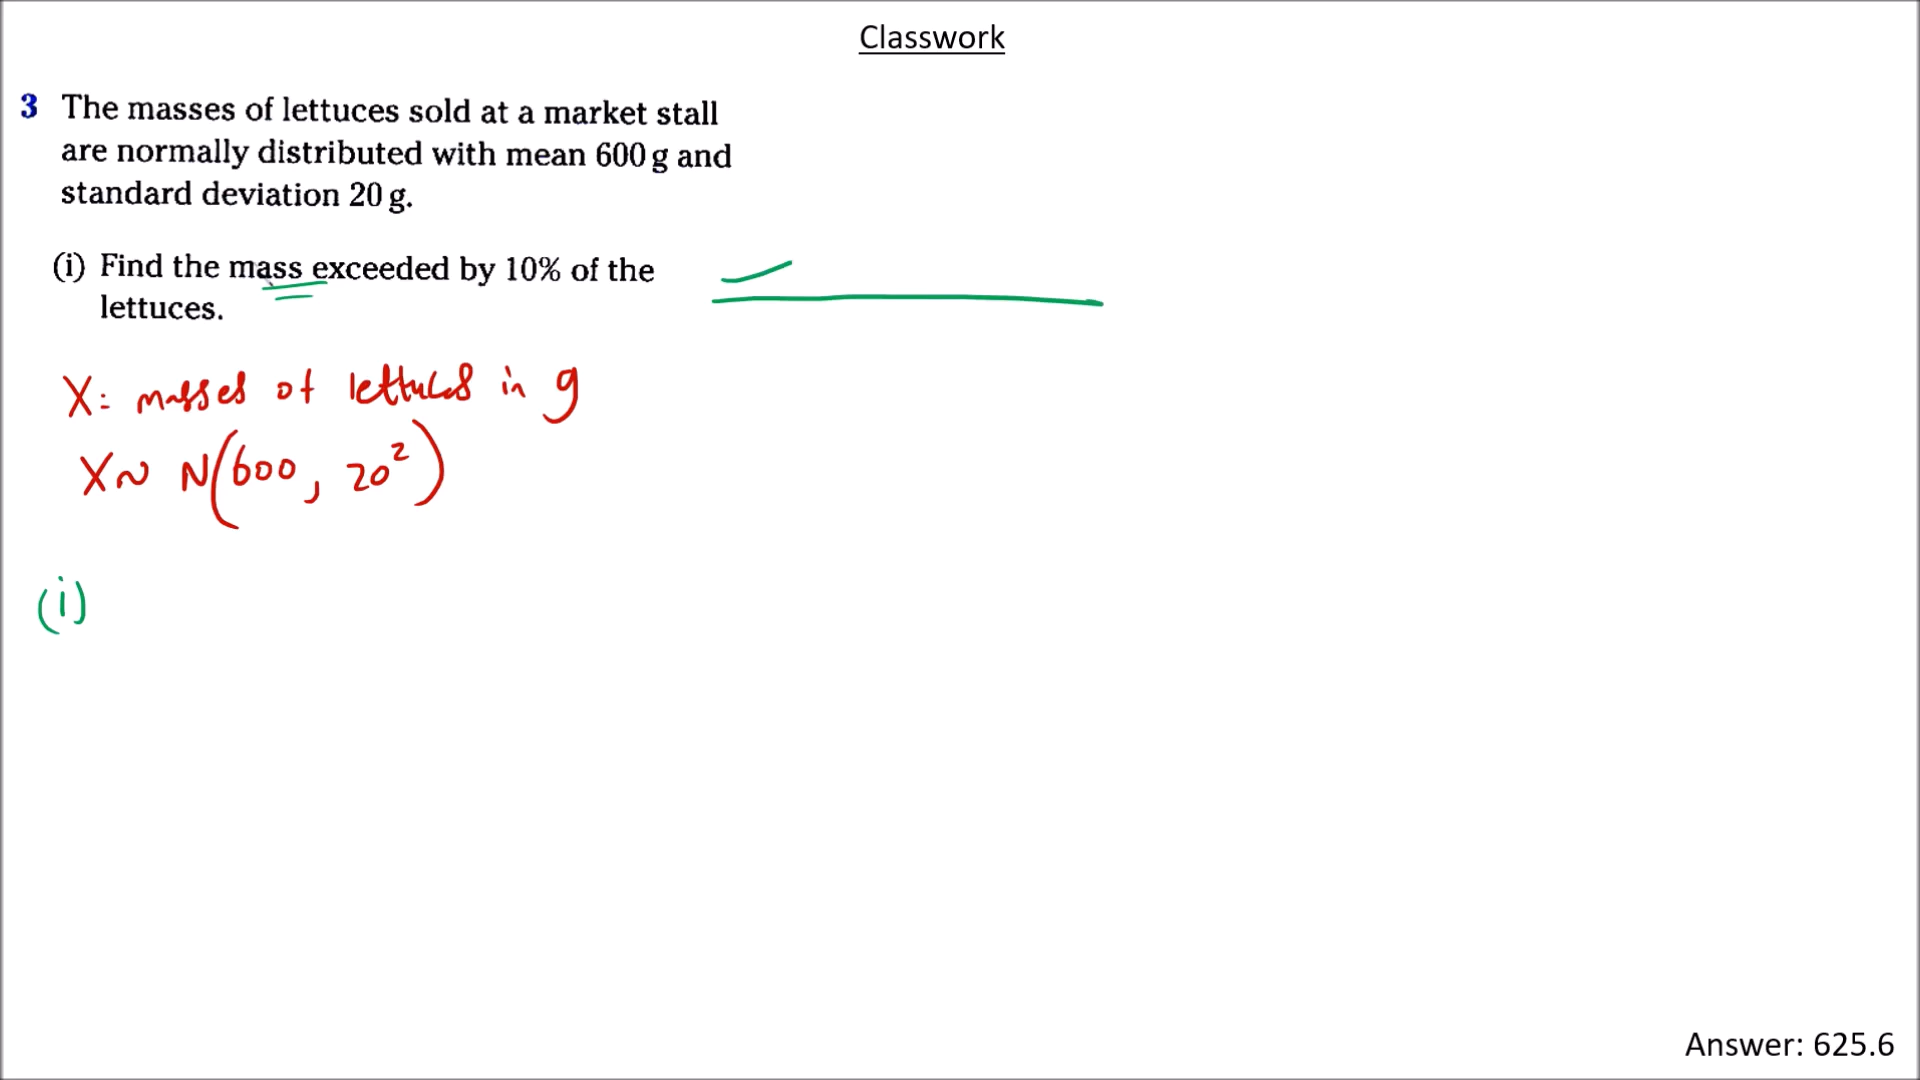 Classwork
3 The masses of lettuces sold at a market stall
are normally distributed with mean 600 g and
standard deviation 20 g.
(i) Find the mass exceeded by 10% of the
lettuces.
X: masses of lettuces in g
X~ N(600, 20²)
(i)
Answer: 625.6